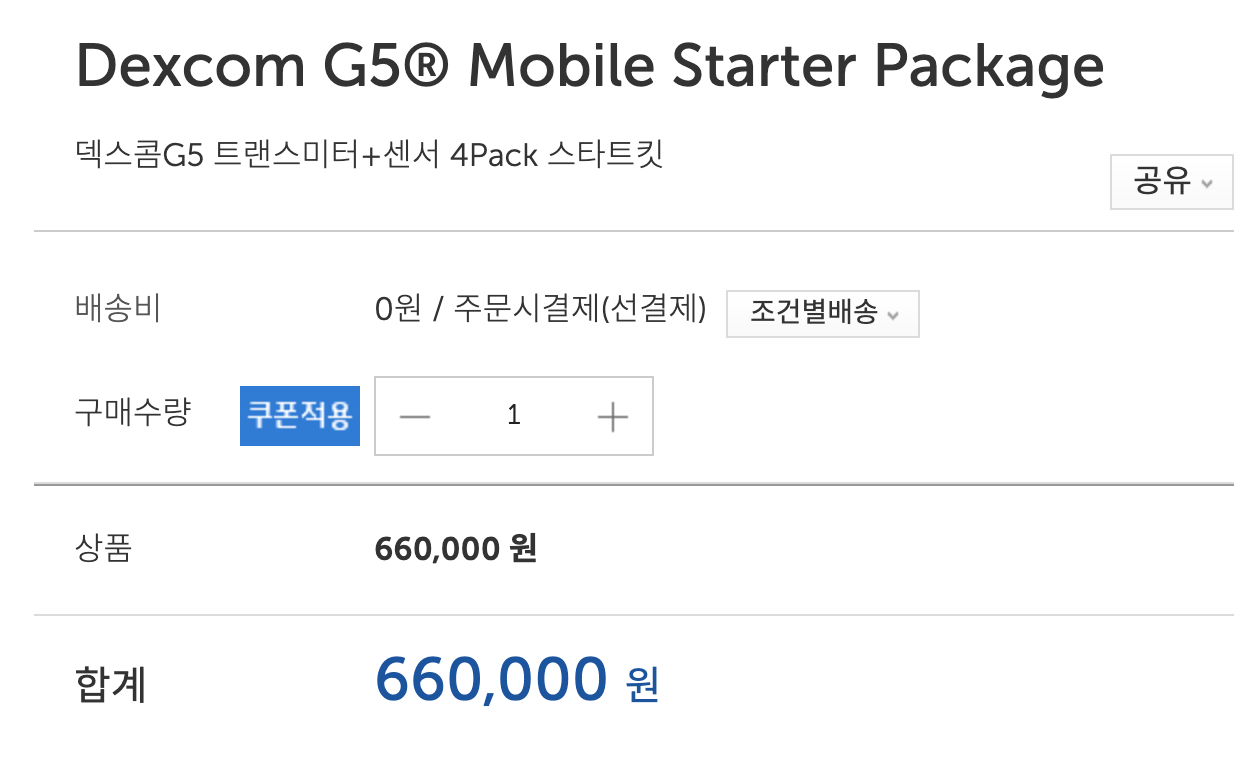 Dexcom G5® Mobile Starter Package
덱스콤G5 트랜스미터+센서 4Pack 스타트킷
공유
배송비 0원 / 주문시결제(선결제) 조건별배송
구매수량 쿠폰적용 1
상품 660,000 원
합계 660,000 원